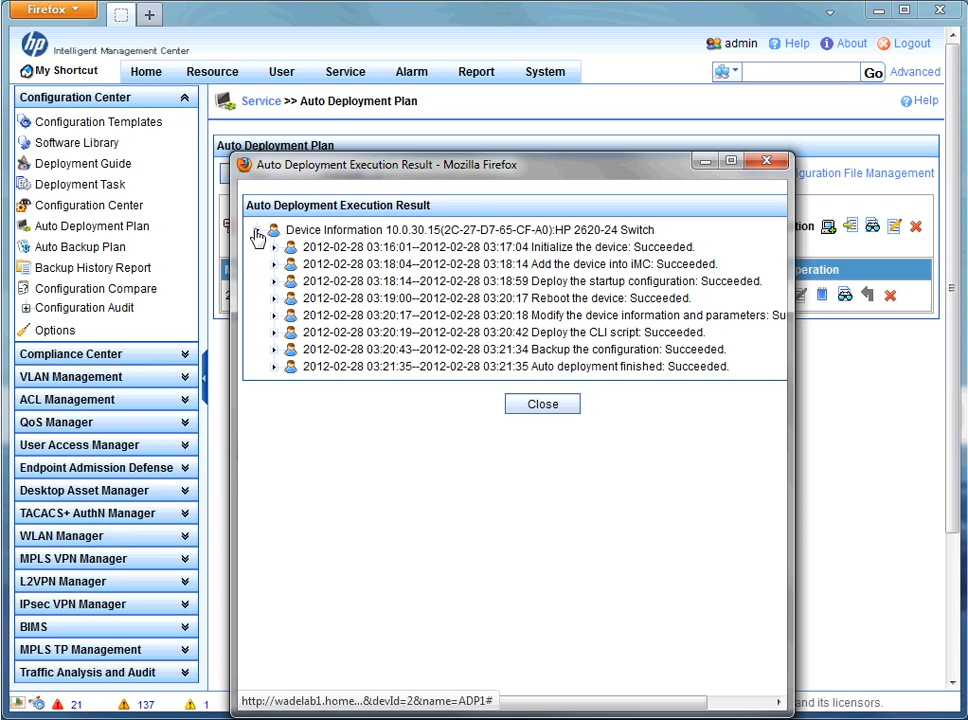 Firefox
hp Intelligent Management Center
admin Help About Logout
My Shortcut Home Resource User Service Alarm Report System Go Advanced
Configuration Center
Configuration Templates
Software Library
Deployment Guide
Deployment Task
Configuration Center
Auto Deployment Plan
Auto Backup Plan
Backup History Report
Configuration Compare
Configuration Audit
Options
Compliance Center
VLAN Management
ACL Management
QoS Manager
User Access Manager
Endpoint Admission Defense
Desktop Asset Manager
TACACS+ AuthN Manager
WLAN Manager
MPLS VPN Manager
L2VPN Manager
IPsec VPN Manager
BIMS
MPLS TP Management
Traffic Analysis and Audit
21 137 1
Service >> Auto Deployment Plan
Help
Auto Deployment Plan
guration File Management
tion
peration
2
Auto Deployment Execution Result - Mozilla Firefox
Auto Deployment Execution Result
Device Information 10.0.30.15(2C-27-D7-65-CF-A0):HP 2620-24 Switch
2012-02-28 03:16:01--2012-02-28 03:17:04 Initialize the device: Succeeded.
2012-02-28 03:18:04--2012-02-28 03:18:14 Add the device into iMC: Succeeded.
2012-02-28 03:18:14--2012-02-28 03:18:59 Deploy the startup configuration: Succeeded.
2012-02-28 03:19:00--2012-02-28 03:20:17 Reboot the device: Succeeded.
2012-02-28 03:20:17--2012-02-28 03:20:18 Modify the device information and parameters: Su
2012-02-28 03:20:19--2012-02-28 03:20:42 Deploy the CLI script: Succeeded.
2012-02-28 03:20:43--2012-02-28 03:21:34 Backup the configuration: Succeeded.
2012-02-28 03:21:35--2012-02-28 03:21:35 Auto deployment finished: Succeeded.
Close
http://wadelab1.home...&devId=2&name=ADP1#
and its licensors.